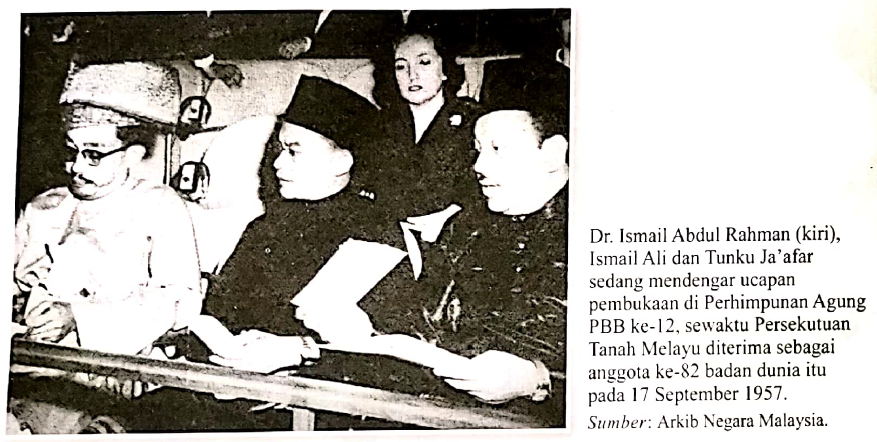 Dr. Ismail Abdul Rahman (kiri),
Ismail Ali dan Tunku Ja’afar
sedang mendengar ucapan
pembukaan di Perhimpunan Agung
PBB ke-12, sewaktu Persekutuan
Tanah Melayu diterima sebagai
anggota ke-82 badan dunia itu
pada 17 September 1957.
Sumber: Arkib Negara Malaysia.